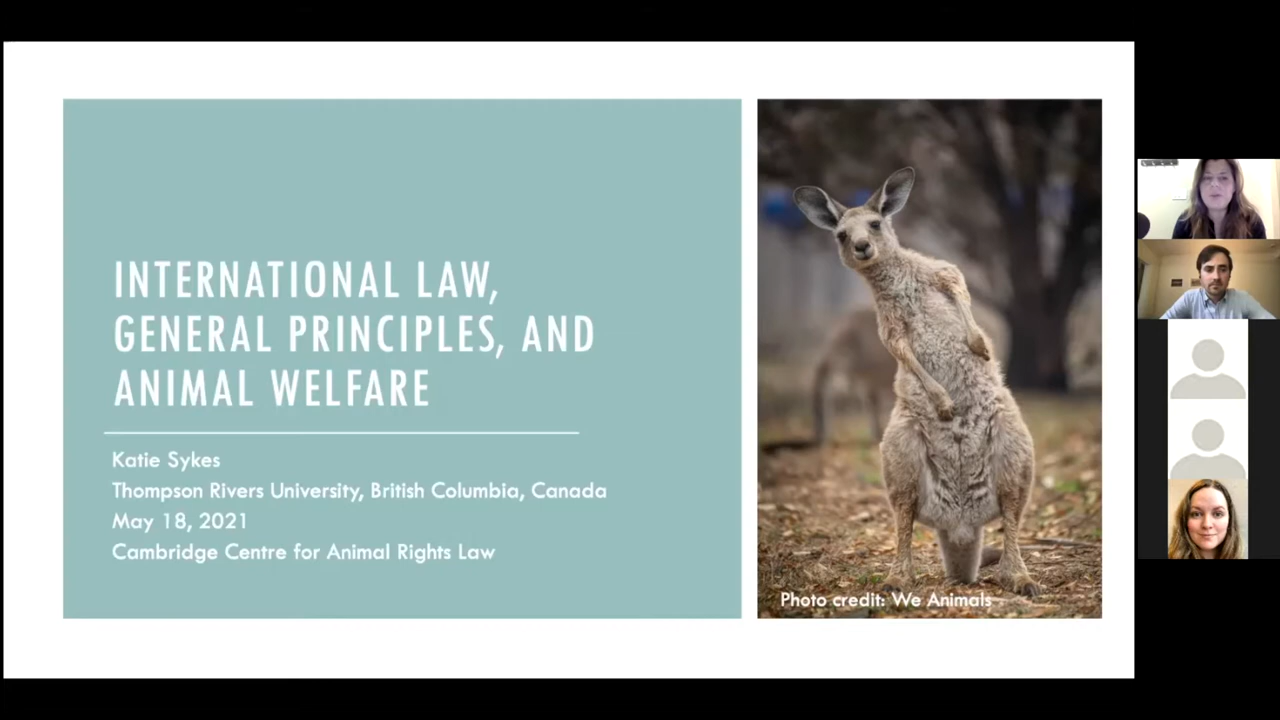 INTERNATIONAL LAW,
GENERAL PRINCIPLES, AND
ANIMAL WELFARE
Katie Sykes
Thompson Rivers University, British Columbia, Canada
May 18, 2021
Cambridge Centre for Animal Rights Law
Photo credit: We Animals